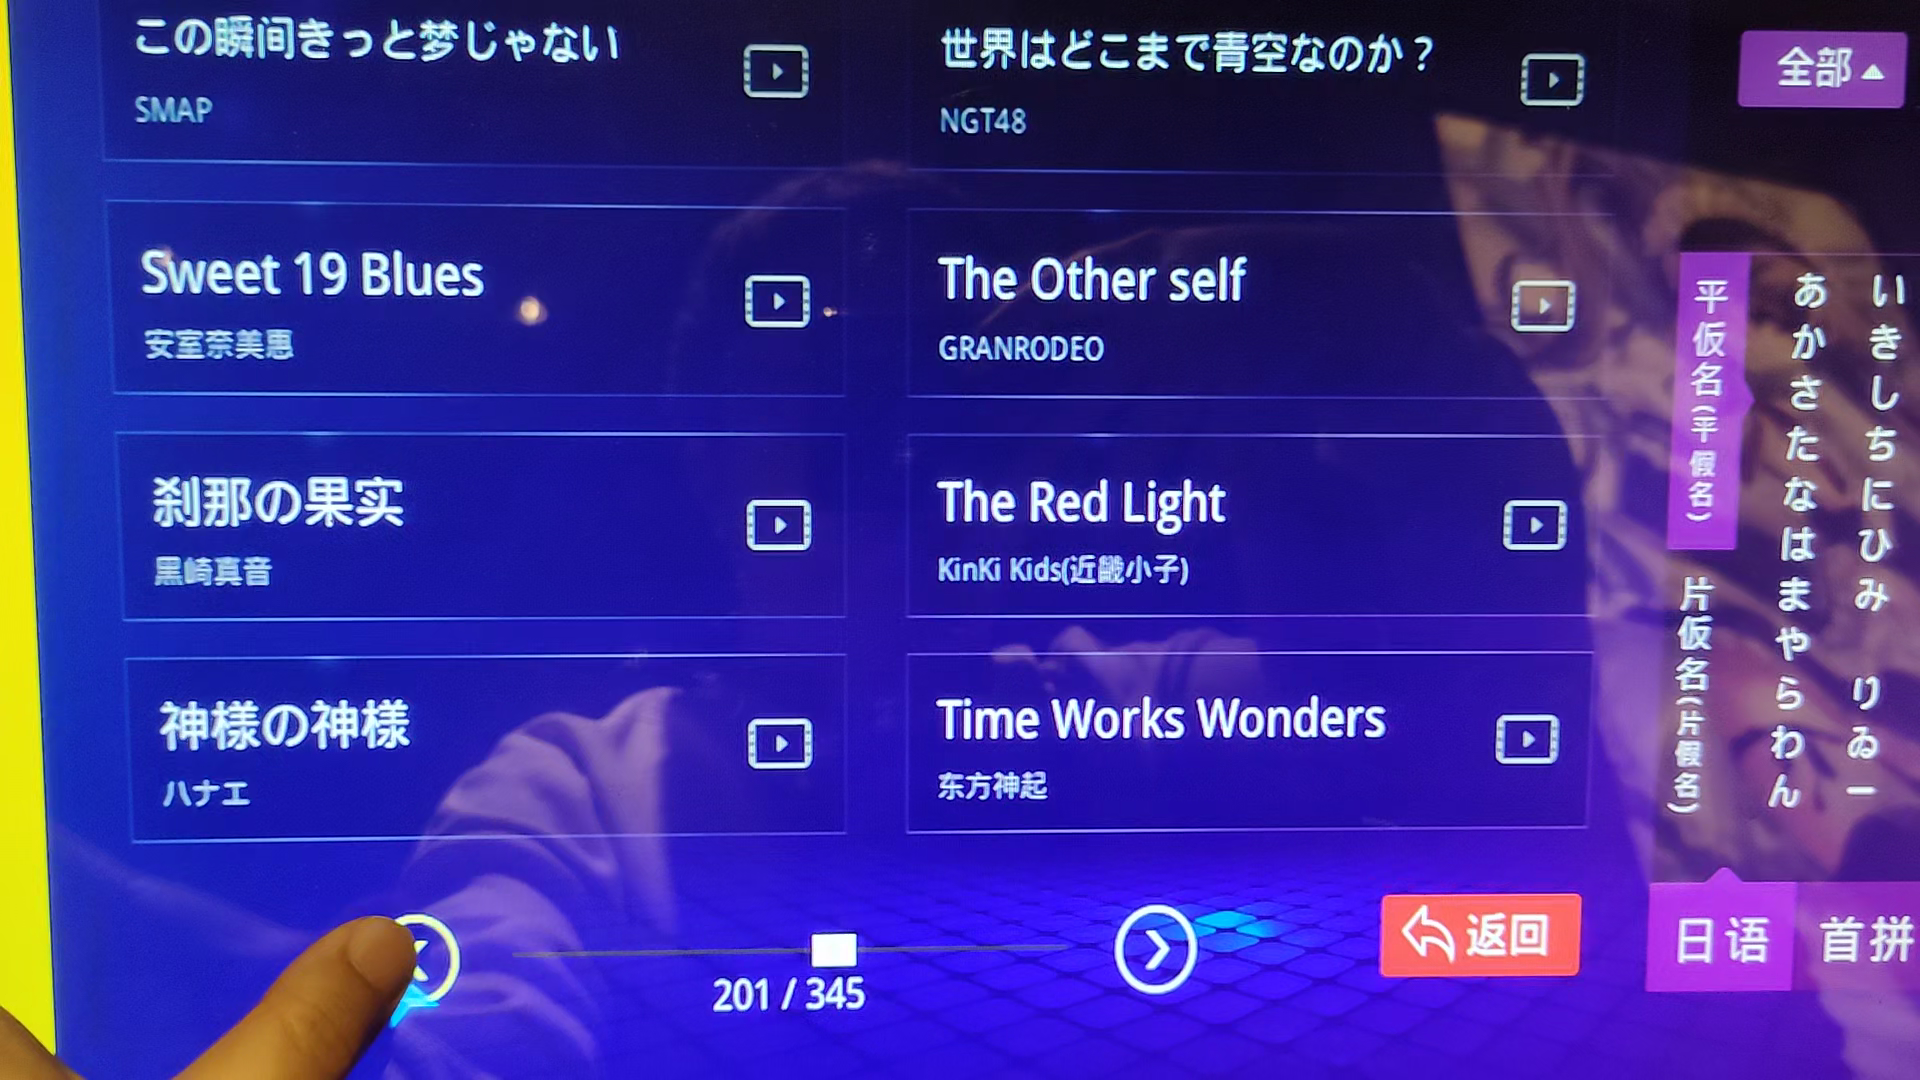 この瞬间きっと梦じゃない
SMAP
世界はどこまで青空なのか？
NGT48
全部
Sweet 19 Blues
安室奈美惠
The Other self
GRANRODEO
刹那の果实
黒崎真音
The Red Light
KinKi Kids(近畿小子)
神様の神様
ハナエ
Time Works Wonders
东方神起
平仮名(平假名)
片仮名(片假名)
あかさたなはまやらわん
いきしちにひみ りゐー
201 / 345
返回
日语
首拼